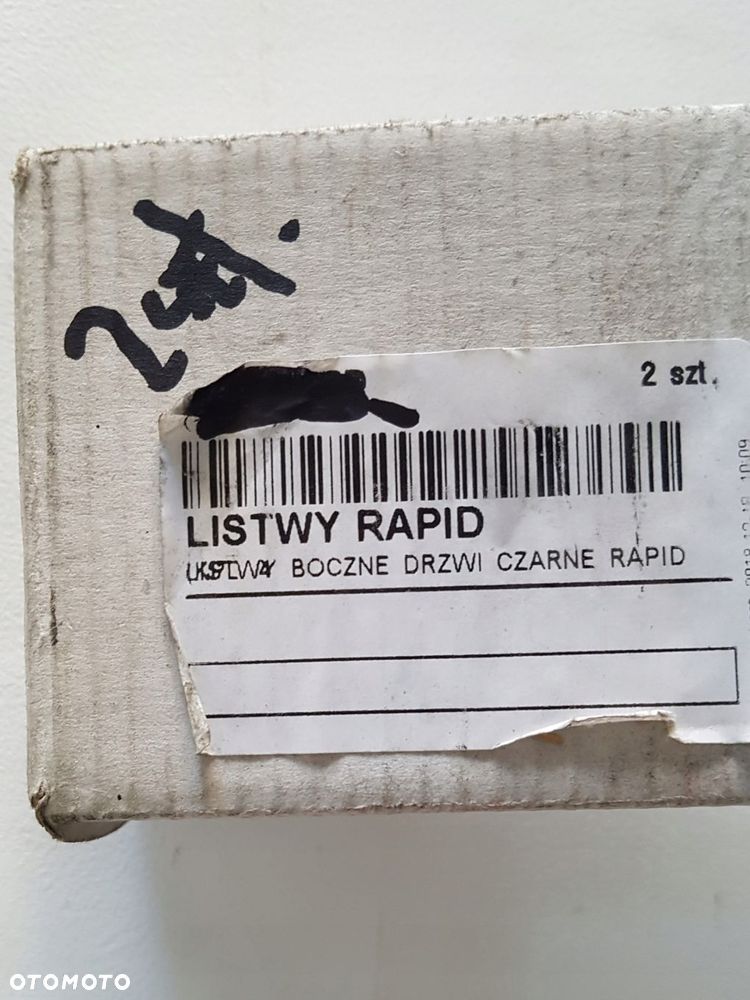 2 szt.
LISTWY RAPID
BOCZNE DRZWI CZARNE RAPID
OTOMOTO